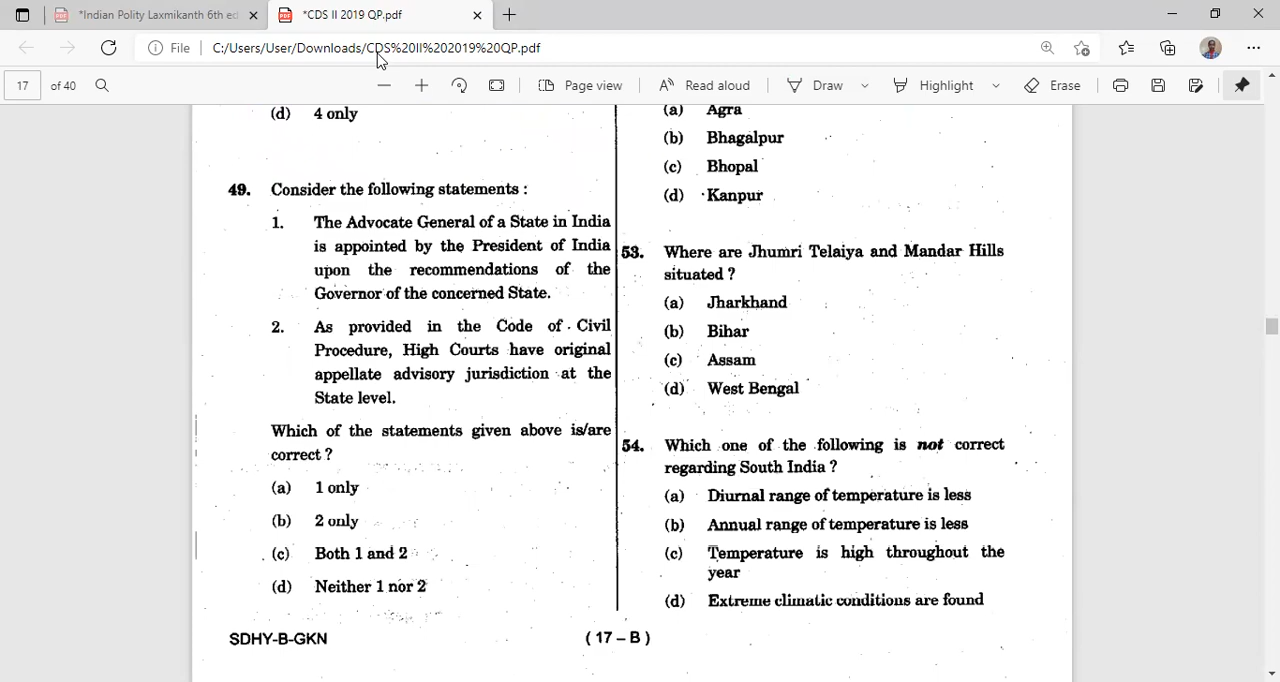 *Indian Polity Laxmikanth 6th ed
*CDS II 2019 QP.pdf
File
C:/Users/User/Downloads/CDS%20II%202019%20QP.pdf
17
of 40
Page view
Read aloud
Draw
Highlight
Erase
(d) 4 only
49. Consider the following statements :
1. The Advocate General of a State in India
is appointed by the President of India
upon the recommendations of the
Governor of the concerned State.
2. As provided in the Code of Civil
Procedure, High Courts have original
appellate advisory jurisdiction at the
State level.
Which of the statements given above is/are
correct ?
(a) 1 only
(b) 2 only
(c) Both 1 and 2
(d) Neither 1 nor 2
(a) Agra
(b) Bhagalpur
(c) Bhopal
(d) Kanpur
53. Where are Jhumri Telaiya and Mandar Hills
situated ?
(a) Jharkhand
(b) Bihar
(c) Assam
(d) West Bengal
54. Which one of the following is not correct
regarding South India ?
(a) Diurnal range of temperature is less
(b) Annual range of temperature is less
(c) Temperature is high throughout the
year
(d) Extreme climatic conditions are found
SDHY-B-GKN
( 17 – B )